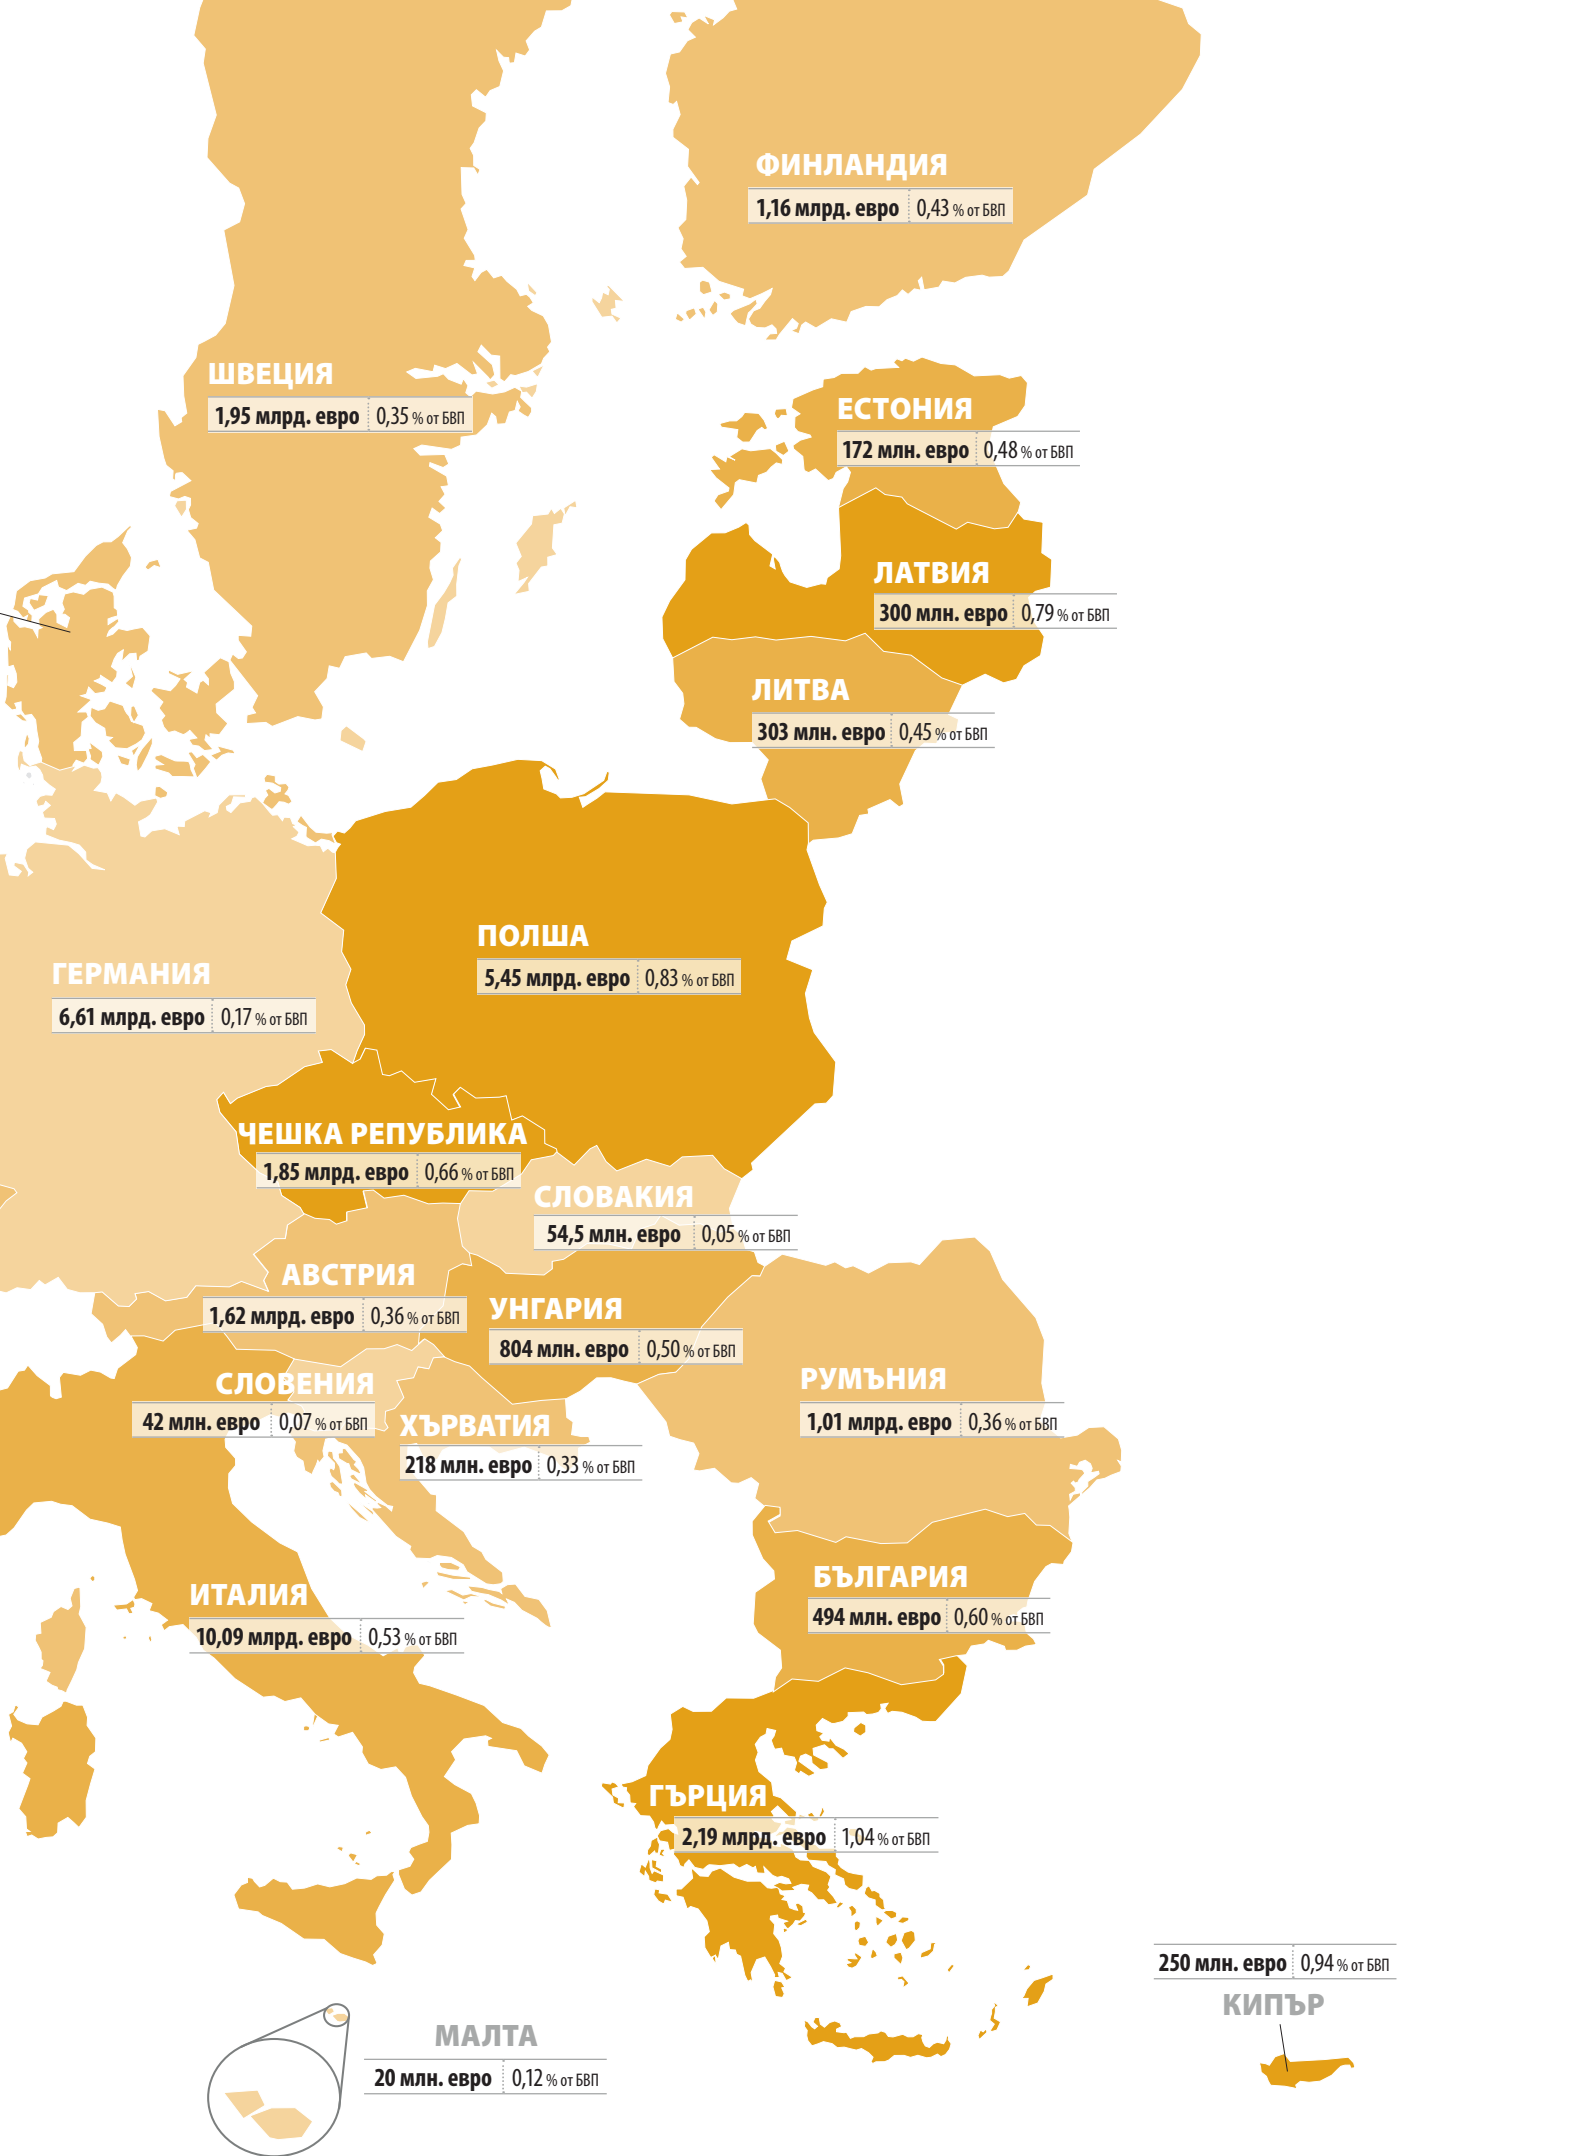 ФИНЛАНДИЯ
1,16 млрд. евро 0,43 % от БВП
ШВЕЦИЯ
1,95 млрд. евро 0,35 % от БВП
ЕСТОНИЯ
172 млн. евро 0,48 % от БВП
ЛАТВИЯ
300 млн. евро 0,79 % от БВП
ЛИТВА
303 млн. евро 0,45 % от БВП
ПОЛША
5,45 млрд. евро 0,83 % от БВП
ГЕРМАНИЯ
6,61 млрд. евро 0,17 % от БВП
ЧЕШКА РЕПУБЛИКА
1,85 млрд. евро 0,66 % от БВП
СЛОВАКИЯ
54,5 млн. евро 0,05 % от БВП
АВСТРИЯ
1,62 млрд. евро 0,36 % от БВП
УНГАРИЯ
804 млн. евро 0,50 % от БВП
СЛОВЕНИЯ
42 млн. евро 0,07 % от БВП
РУМЪНИЯ
1,01 млрд. евро 0,36 % от БВП
ХЪРВАТИЯ
218 млн. евро 0,33 % от БВП
БЪЛГАРИЯ
494 млн. евро 0,60 % от БВП
ИТАЛИЯ
10,09 млрд. евро 0,53 % от БВП
ГЪРЦИЯ
2,19 млрд. евро 1,04 % от БВП
250 млн. евро 0,94 % от БВП
КИПЪР
МАЛТА
20 млн. евро 0,12 % от БВП